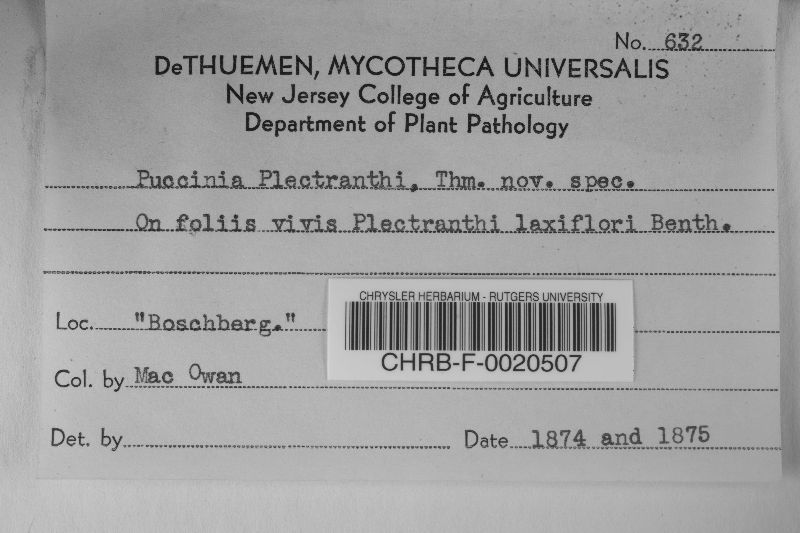 No. 632
DeTHUEMEN, MYCOTHECA UNIVERSALIS
New Jersey College of Agriculture
Department of Plant Pathology
Puccinia Plectranthi, Thm. nov. spec.
On foliis vivis Plectranthi laxiflori Benth.
Loc. "Boschberg."
CHRYSLER HERBARIUM - RUTGERS UNIVERSITY
CHRB-F-0020507
Col. by Mac Owan
Det. by
Date 1874 and 1875